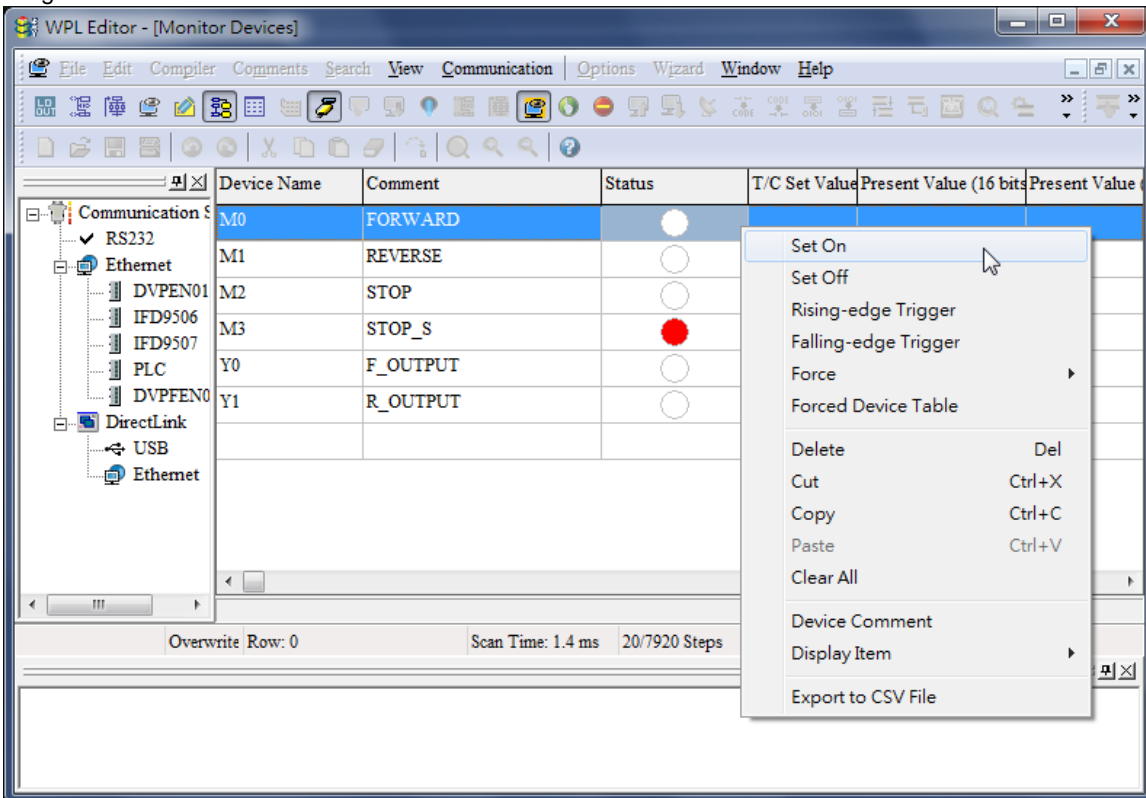 WPL Editor - [Monitor Devices]
File Edit Compiler Comments Search View Communication Options Wizard Window Help
Device Name Comment Status T/C Set Value Present Value (16 bits Present Value (
Communication S
RS232
Ethernet
DVPEN01
IFD9506
IFD9507
PLC
DVPFEN0
DirectLink
USB
Ethernet
M0 FORWARD
M1 REVERSE
M2 STOP
M3 STOP_S
Y0 F_OUTPUT
Y1 R_OUTPUT
Set On
Set Off
Rising-edge Trigger
Falling-edge Trigger
Force
Forced Device Table
Delete Del
Cut Ctrl+X
Copy Ctrl+C
Paste Ctrl+V
Clear All
Device Comment
Display Item
Export to CSV File
Overwrite Row: 0 Scan Time: 1.4 ms 20/7920 Steps